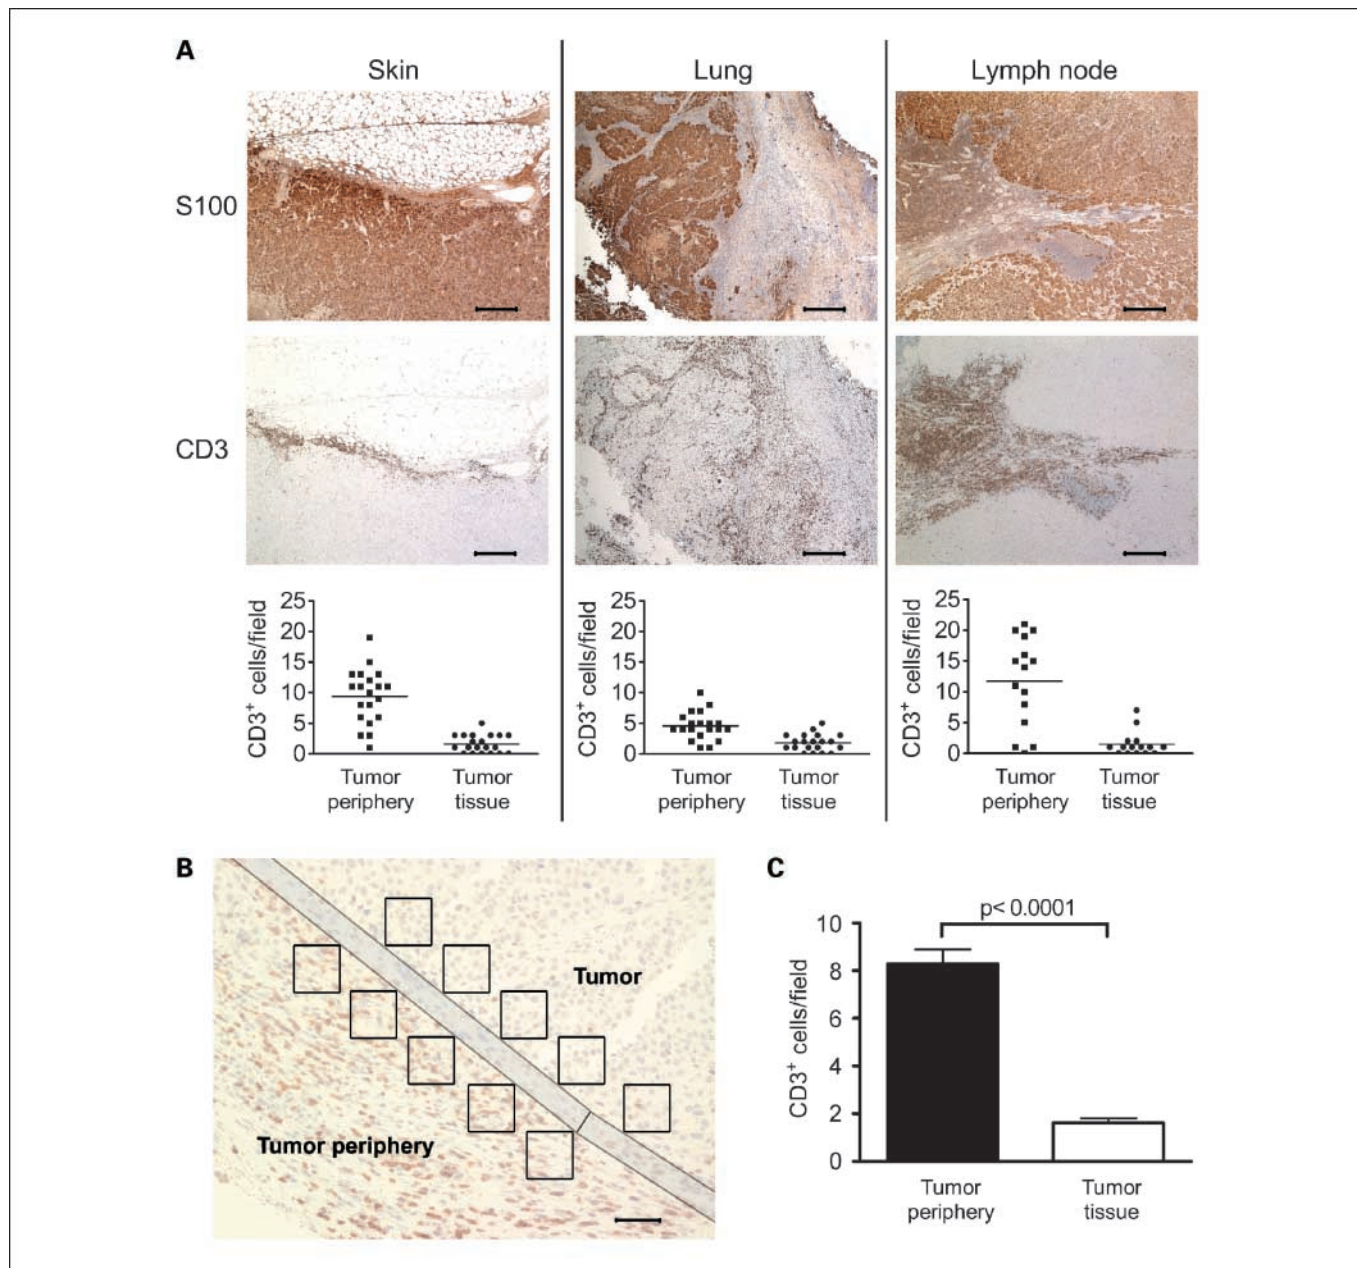 A
Skin
Lung
Lymph node
S100
CD3
CD3+ cells/field
25
20
15
10
5
0
Tumor
periphery
Tumor
tissue
CD3+ cells/field
25
20
15
10
5
0
Tumor
periphery
Tumor
tissue
CD3+ cells/field
25
20
15
10
5
0
Tumor
periphery
Tumor
tissue
B
Tumor
Tumor periphery
C
p< 0.0001
CD3+ cells/field
10
8
6
4
2
0
Tumor
periphery
Tumor
tissue